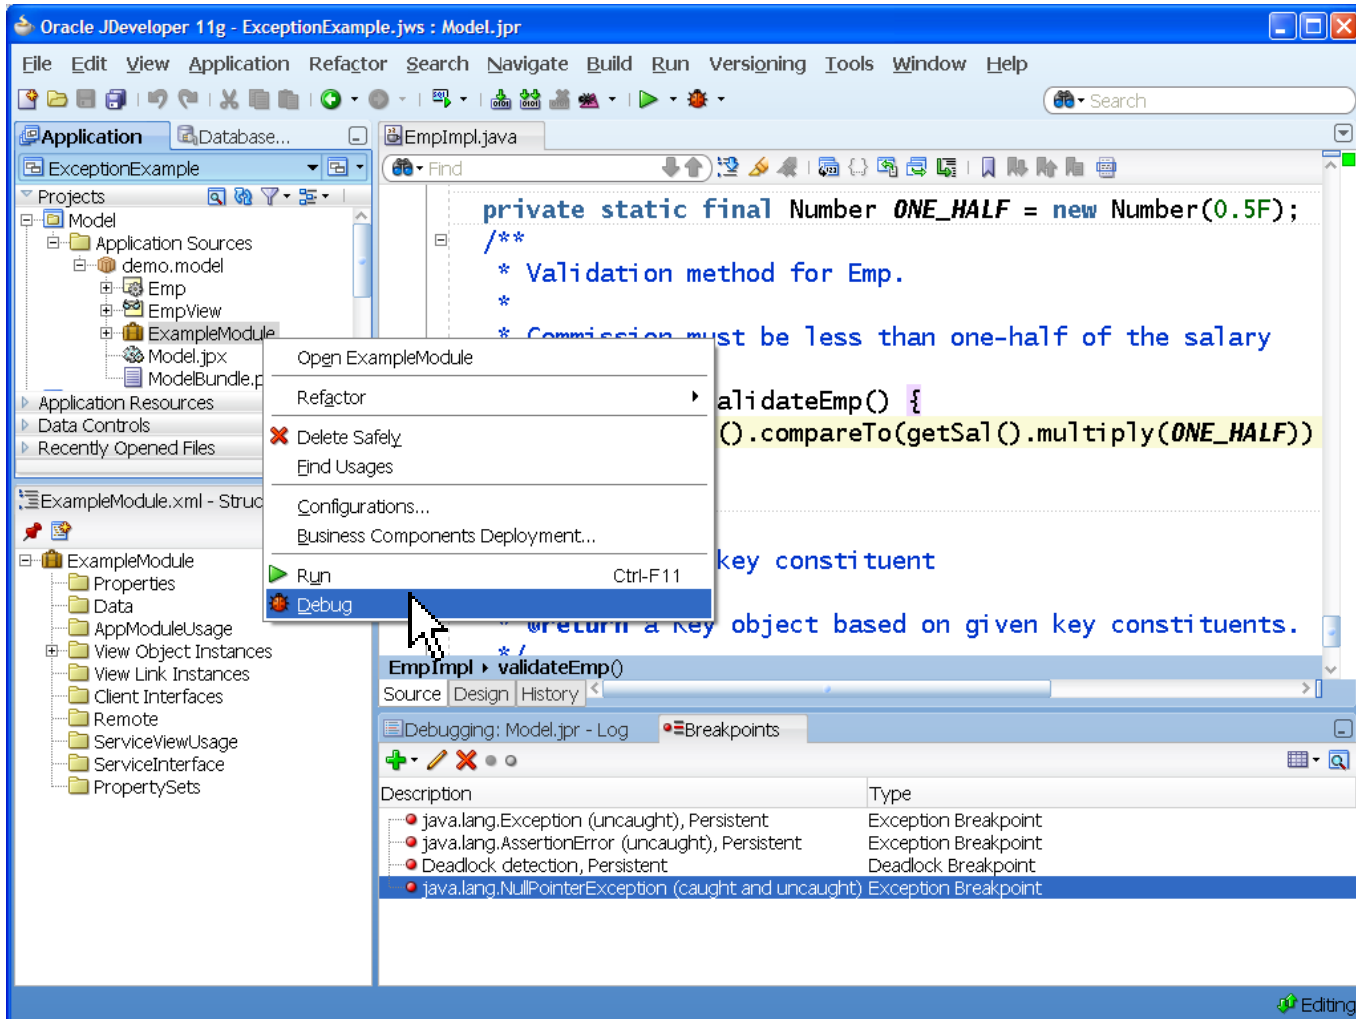 Oracle JDeveloper 11g - ExceptionExample.jws : Model.jpr
File Edit View Application Refactor Search Navigate Build Run Versioning Tools Window Help
Search
Application Database...
ExceptionExample
Projects
Model
Application Sources
demo.model
Emp
EmpView
ExampleModule
Model.jpx
ModelBundle.p
Application Resources
Data Controls
Recently Opened Files
ExampleModule.xml - Struc
ExampleModule
Properties
Data
AppModuleUsage
View Object Instances
View Link Instances
Client Interfaces
Remote
ServiceViewUsage
ServiceInterface
PropertySets
EmpImpl.java
Find
private static final Number ONE_HALF = new Number(0.5F);
/**
* Validation method for Emp.
*
* Commission must be less than one-half of the salary
alidateEmp() {
().compareTo(getSal().multiply(ONE_HALF))
key constituent
* @return a Key object based on given key constituents.
*/
EmpImpl validateEmp()
Source Design History
Open ExampleModule
Refactor
Delete Safely
Find Usages
Configurations...
Business Components Deployment...
Run Ctrl-F11
Debug
Debugging: Model.jpr - Log Breakpoints
Description Type
java.lang.Exception (uncaught), Persistent Exception Breakpoint
java.lang.AssertionError (uncaught), Persistent Exception Breakpoint
Deadlock detection, Persistent Deadlock Breakpoint
java.lang.NullPointerException (caught and uncaught) Exception Breakpoint
Editing